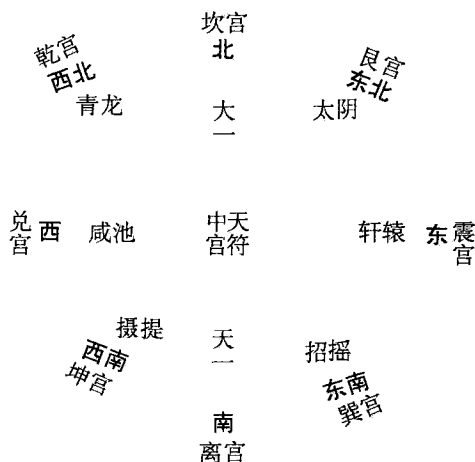 坎宫
北
乾宫
西北
艮宫
东北
青龙
大一
太阴
兑宫
西
咸池
中宫
天符
轩辕
东
震宫
摄提
西南
坤宫
天一
招摇
东南
巽宫
南
离宫